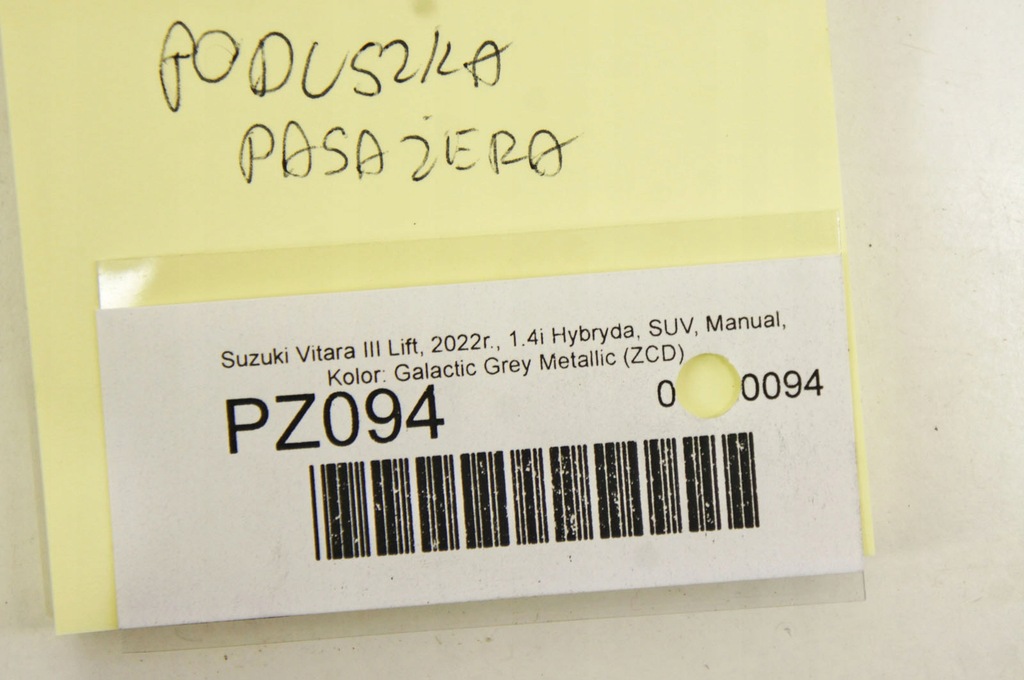 PODUSZKA
PASAŻERA
Suzuki Vitara III Lift, 2022r., 1.4i Hybryda, SUV, Manual,
Kolor: Galactic Grey Metallic (ZCD)
PZ094
0 0094